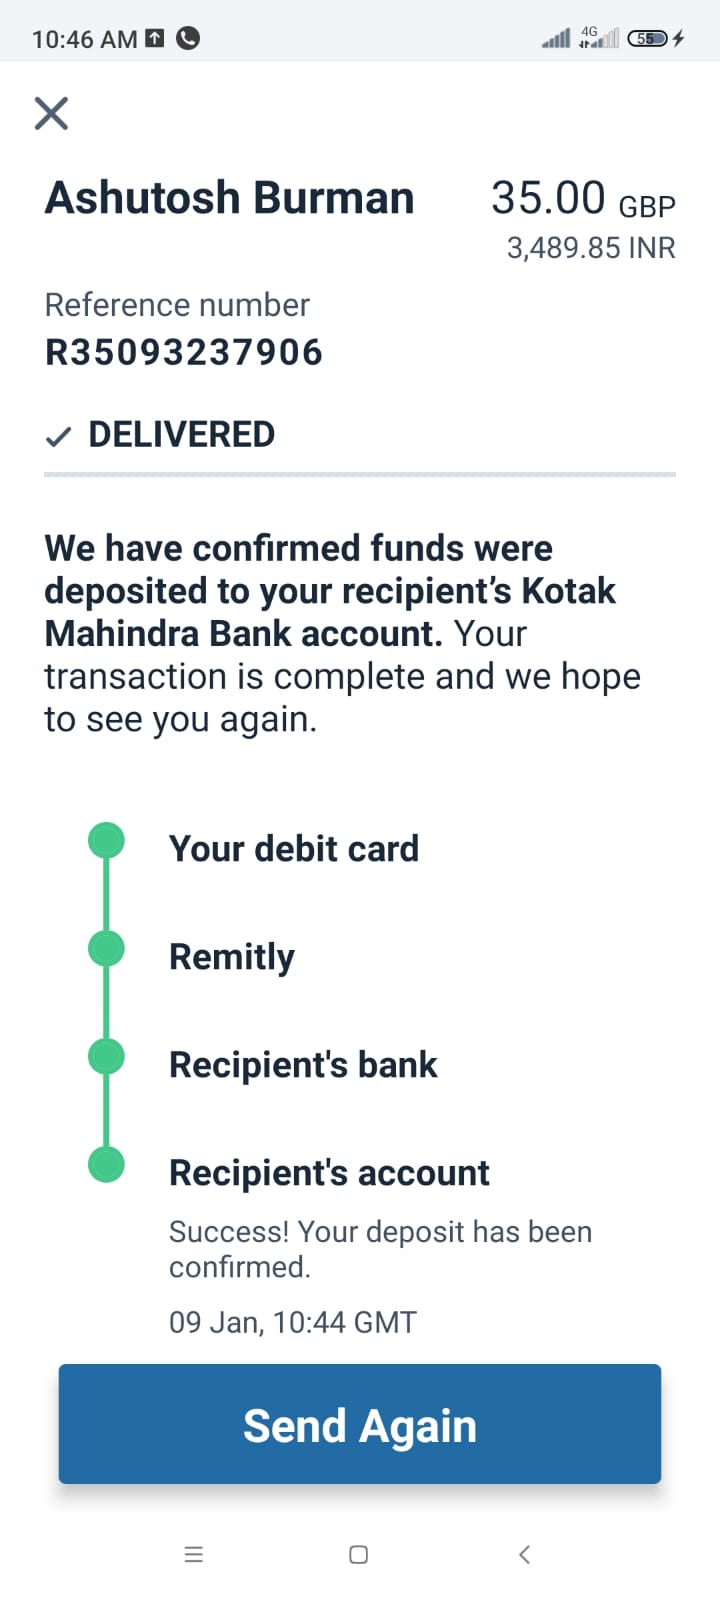 10:46 AM
4G
55
Ashutosh Burman
35.00 GBP
3,489.85 INR
Reference number
R35093237906
DELIVERED
We have confirmed funds were
deposited to your recipient’s Kotak
Mahindra Bank account. Your
transaction is complete and we hope
to see you again.
Your debit card
Remitly
Recipient's bank
Recipient's account
Success! Your deposit has been
confirmed.
09 Jan, 10:44 GMT
Send Again